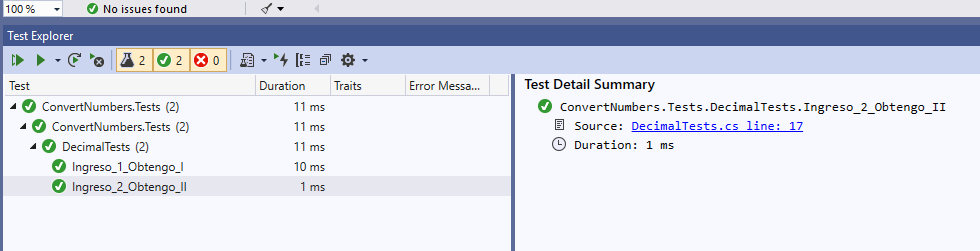 100 %
No issues found
Test Explorer
2 2 0
Test Duration Traits Error Messa...
ConvertNumbers.Tests (2) 11 ms
ConvertNumbers.Tests (2) 11 ms
DecimalTests (2) 11 ms
Ingreso_1_Obtengo_I 10 ms
Ingreso_2_Obtengo_II 1 ms
Test Detail Summary
ConvertNumbers.Tests.DecimalTests.Ingreso_2_Obtengo_II
Source: DecimalTests.cs line: 17
Duration: 1 ms